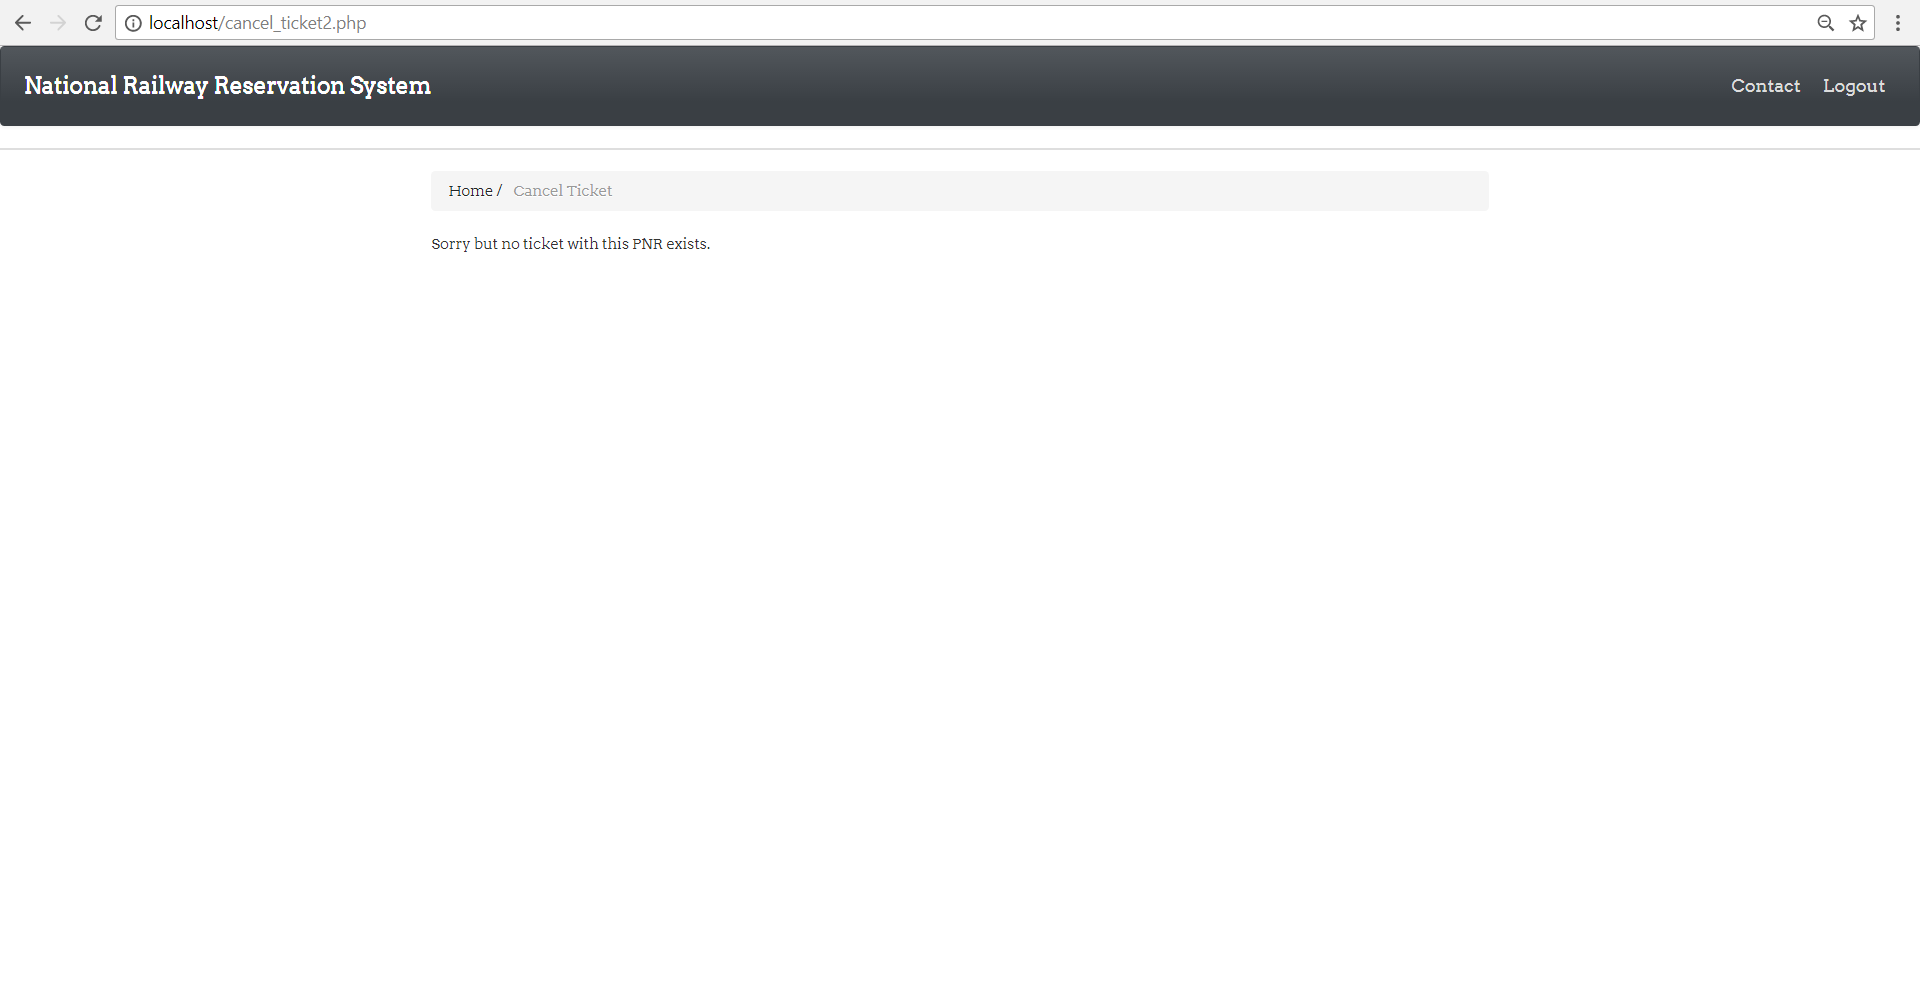 localhost/cancel_ticket2.php
National Railway Reservation System Contact Logout
Home / Cancel Ticket
Sorry but no ticket with this PNR exists.